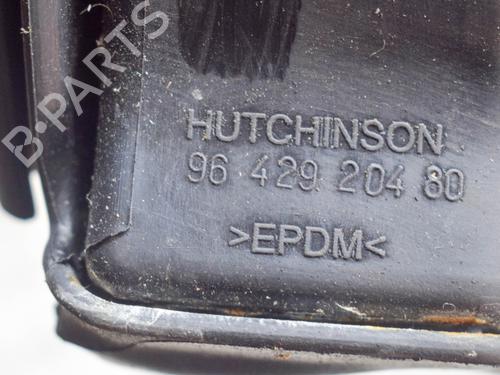 B-PARTS
HUTCHINSON
96 429 204 80
>EPDM<